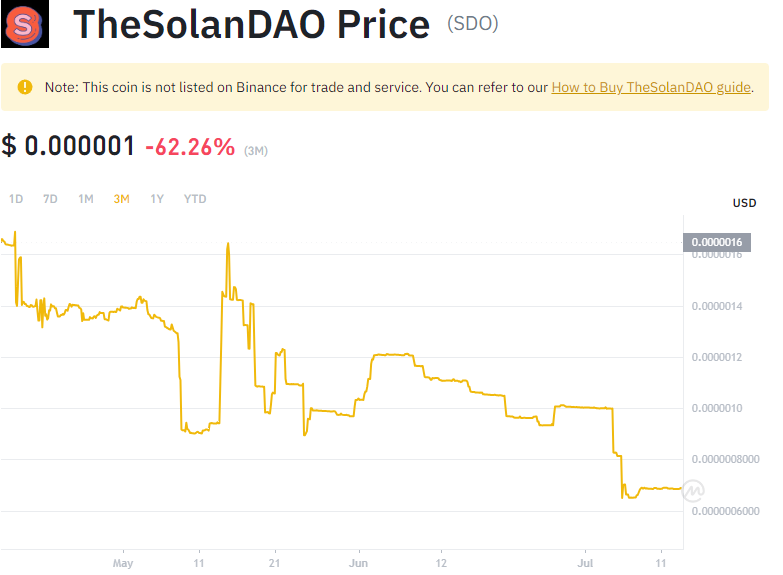 S
TheSolanDAO Price (SDO)
Note: This coin is not listed on Binance for trade and service. You can refer to our How to Buy TheSolanDAO guide.
$ 0.000001 -62.26% (3M)
1D 7D 1M 3M 1Y YTD
USD
0.0000016
0.0000016
0.0000014
0.0000012
0.0000010
0.0000008000
0.0000006000
May 11 21 Jun 12 Jul 11